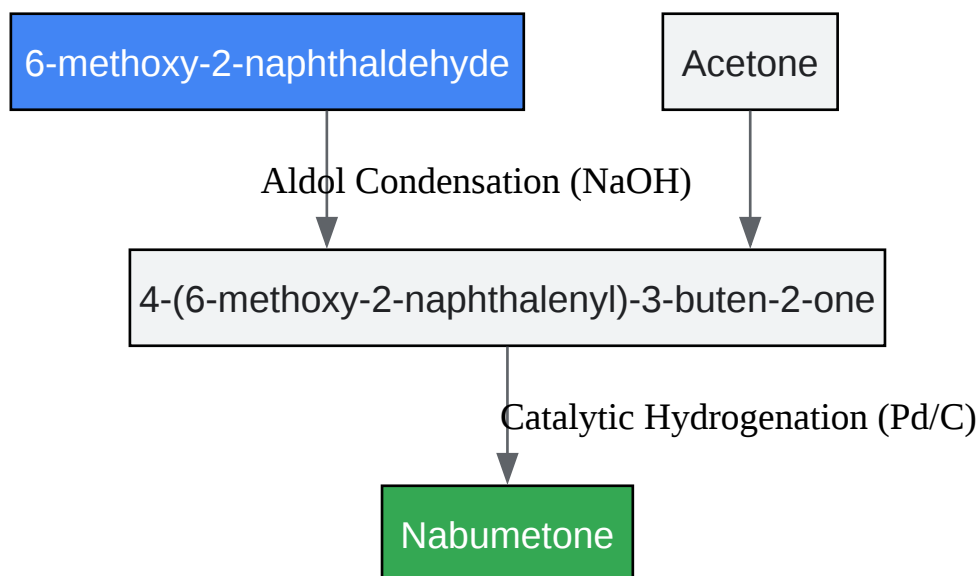 6-methoxy-2-naphthaldehyde
Acetone
Aldol Condensation (NaOH)
4-(6-methoxy-2-naphthalenyl)-3-buten-2-one
Catalytic Hydrogenation (Pd/C)
Nabumetone